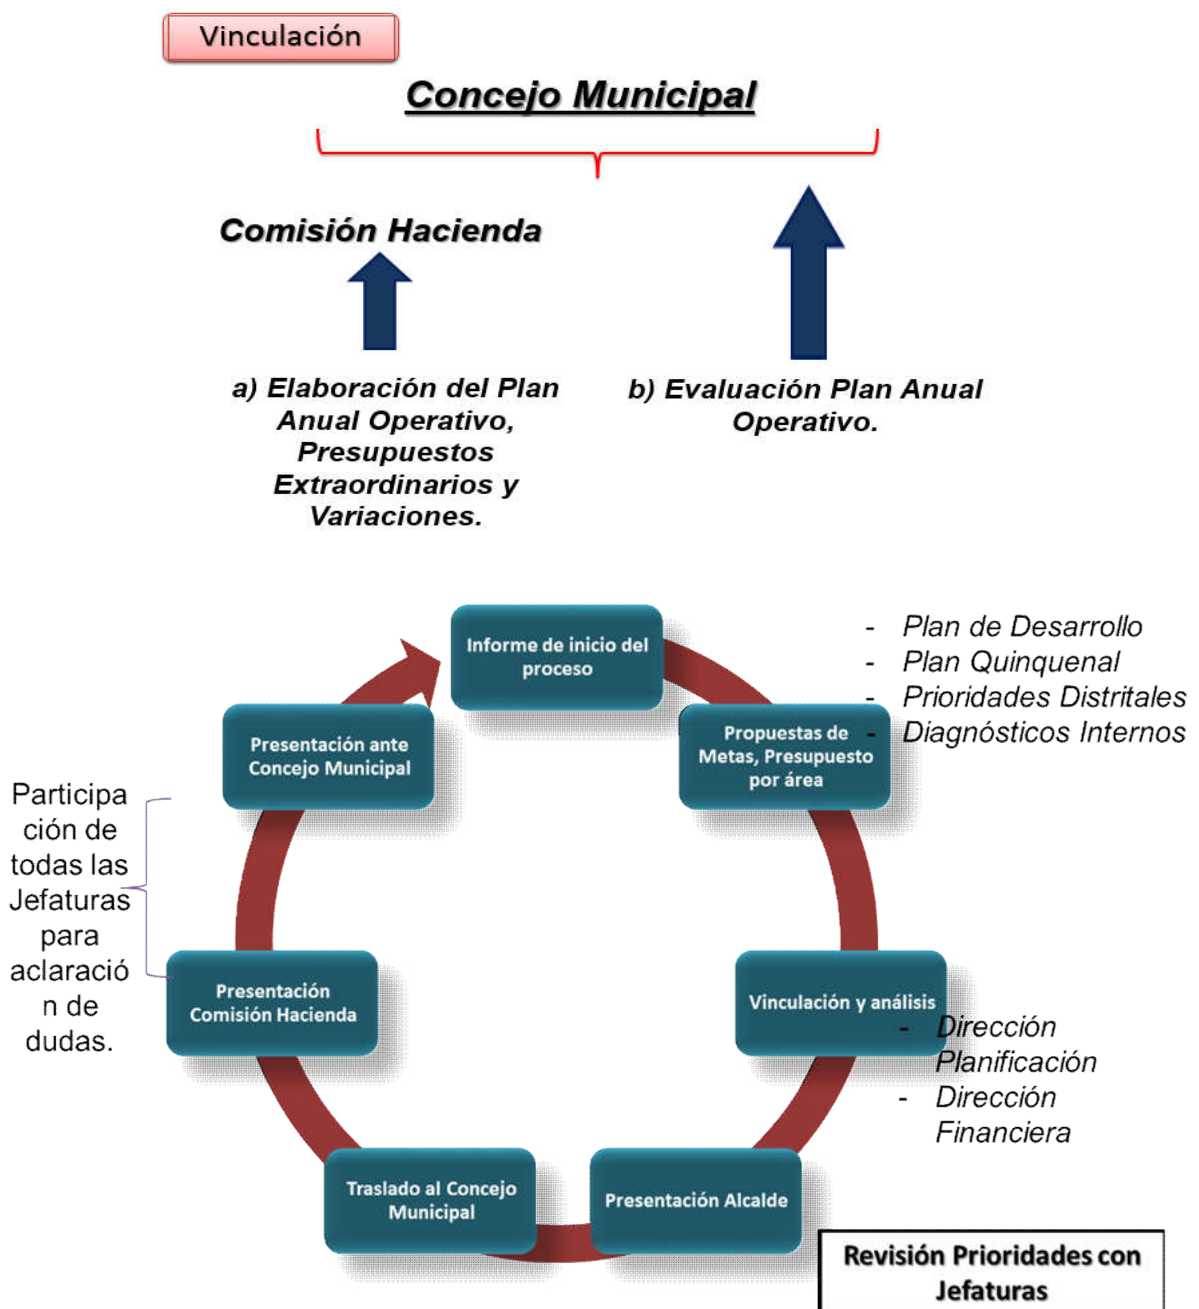 Vinculación
Concejo Municipal
Comisión Hacienda
a) Elaboración del Plan
Anual Operativo,
Presupuestos
Extraordinarios y
Variaciones.
b) Evaluación Plan Anual
Operativo.
Informe de inicio del
proceso
- Plan de Desarrollo
- Plan Quinquenal
- Prioridades Distritales
- Diagnósticos Internos
Propuestas de
Metas, Presupuesto
por área
Vinculación y análisis
- Dirección
Planificación
- Dirección
Financiera
Presentación Alcalde
Revisión Prioridades con
Jefaturas
Traslado al Concejo
Municipal
Presentación
Comisión Hacienda
Presentación ante
Concejo Municipal
Participa
ción de
todas las
Jefaturas
para
aclaració
n de
dudas.